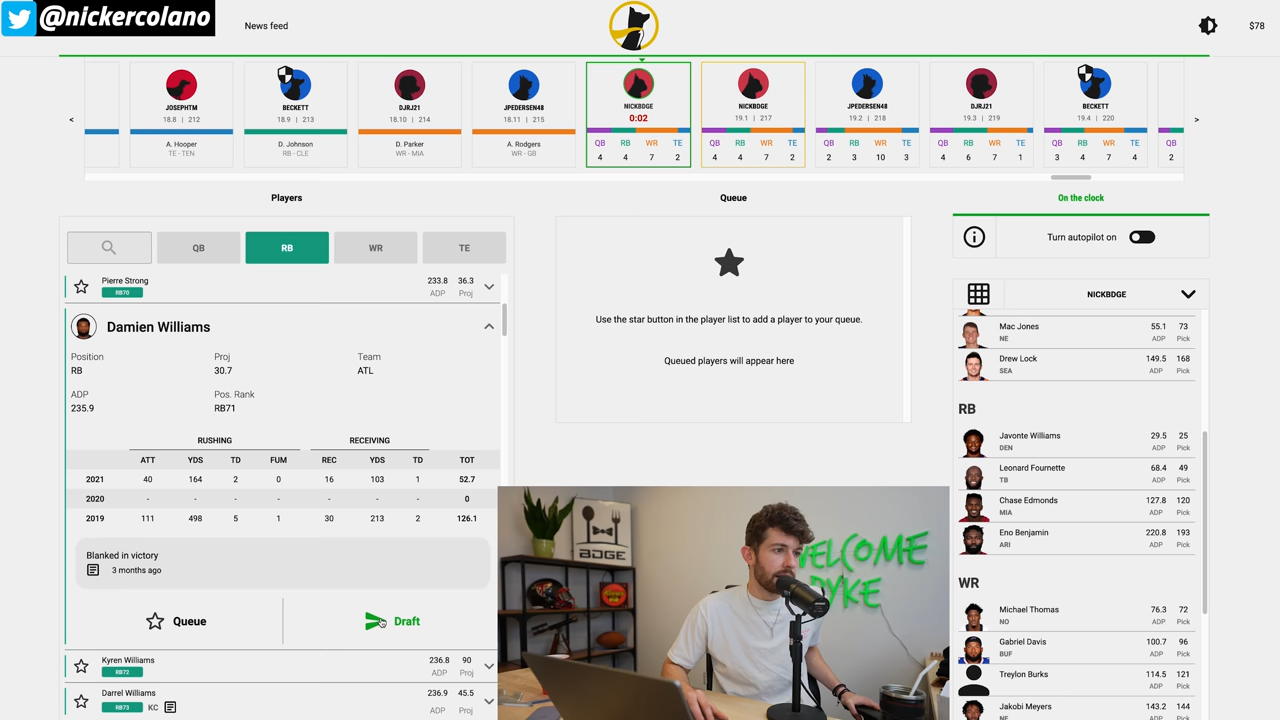 @nickercolano
News feed
$78
<
JOSEPHTM
18.8 | 212
A. Hooper
TE - TEN
BECKETT
18.9 | 213
D. Johnson
RB - CLE
DJRJ21
18.10 | 214
D. Parker
WR - MIA
JPEDERSEN48
18.11 | 215
A. Rodgers
WR - GB
NICKBDGE
0:02
QB RB WR TE
4 4 7 2
NICKBDGE
19.1 | 217
QB RB WR TE
4 4 7 2
JPEDERSEN48
19.2 | 218
QB RB WR TE
2 3 10 3
DJRJ21
19.3 | 219
QB RB WR TE
4 6 7 1
BECKETT
19.4 | 220
QB RB WR TE
3 4 7 4
QB
2
>
Players
QB RB WR TE
Pierre Strong
RB70
233.8 36.3
ADP Proj
Damien Williams
Position Proj Team
RB 30.7 ATL
ADP Pos. Rank
235.9 RB71
RUSHING RECEIVING
ATT YDS TD FUM REC YDS TD TOT
2021 40 164 2 0 16 103 1 52.7
2020 - - - - - - - 0
2019 111 498 5 1 30 213 2 126.1
Blanked in victory
3 months ago
Queue Draft
Kyren Williams
RB72
236.8 90
ADP Proj
Darrel Williams
RB73 KC
236.9 45.5
ADP Proj
Queue
Use the star button in the player list to add a player to your queue.
Queued players will appear here
On the clock
Turn autopilot on
NICKBDGE
Mac Jones 55.1 73
NE ADP Pick
Drew Lock 149.5 168
SEA ADP Pick
RB
Javonte Williams 29.5 25
DEN ADP Pick
Leonard Fournette 68.4 49
TB ADP Pick
Chase Edmonds 127.8 120
MIA ADP Pick
Eno Benjamin 220.8 193
ARI ADP Pick
WR
Michael Thomas 76.3 72
NO ADP Pick
Gabriel Davis 100.7 96
BUF ADP Pick
Treylon Burks 114.5 121
ADP Pick
Jakobi Meyers 143.2 144
NE ADP Pick
BDGE
WELCOME
PYKE